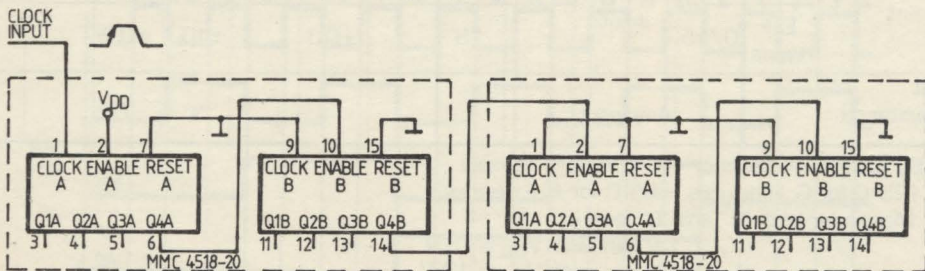 CLOCK
INPUT
VDD
1 2 7 9 10 15 1 2 7 9 10 15
CLOCK ENABLE RESET CLOCK ENABLE RESET CLOCK ENABLE RESET CLOCK ENABLE RESET
A A A B B B A A A B B B
Q1A Q2A Q3A Q4A Q1B Q2B Q3B Q4B Q1A Q2A Q3A Q4A Q1B Q2B Q3B Q4B
3 4 5 6 11 12 13 14 3 4 5 6 11 12 13 14
MMC 4518-20 MMC 4518-20